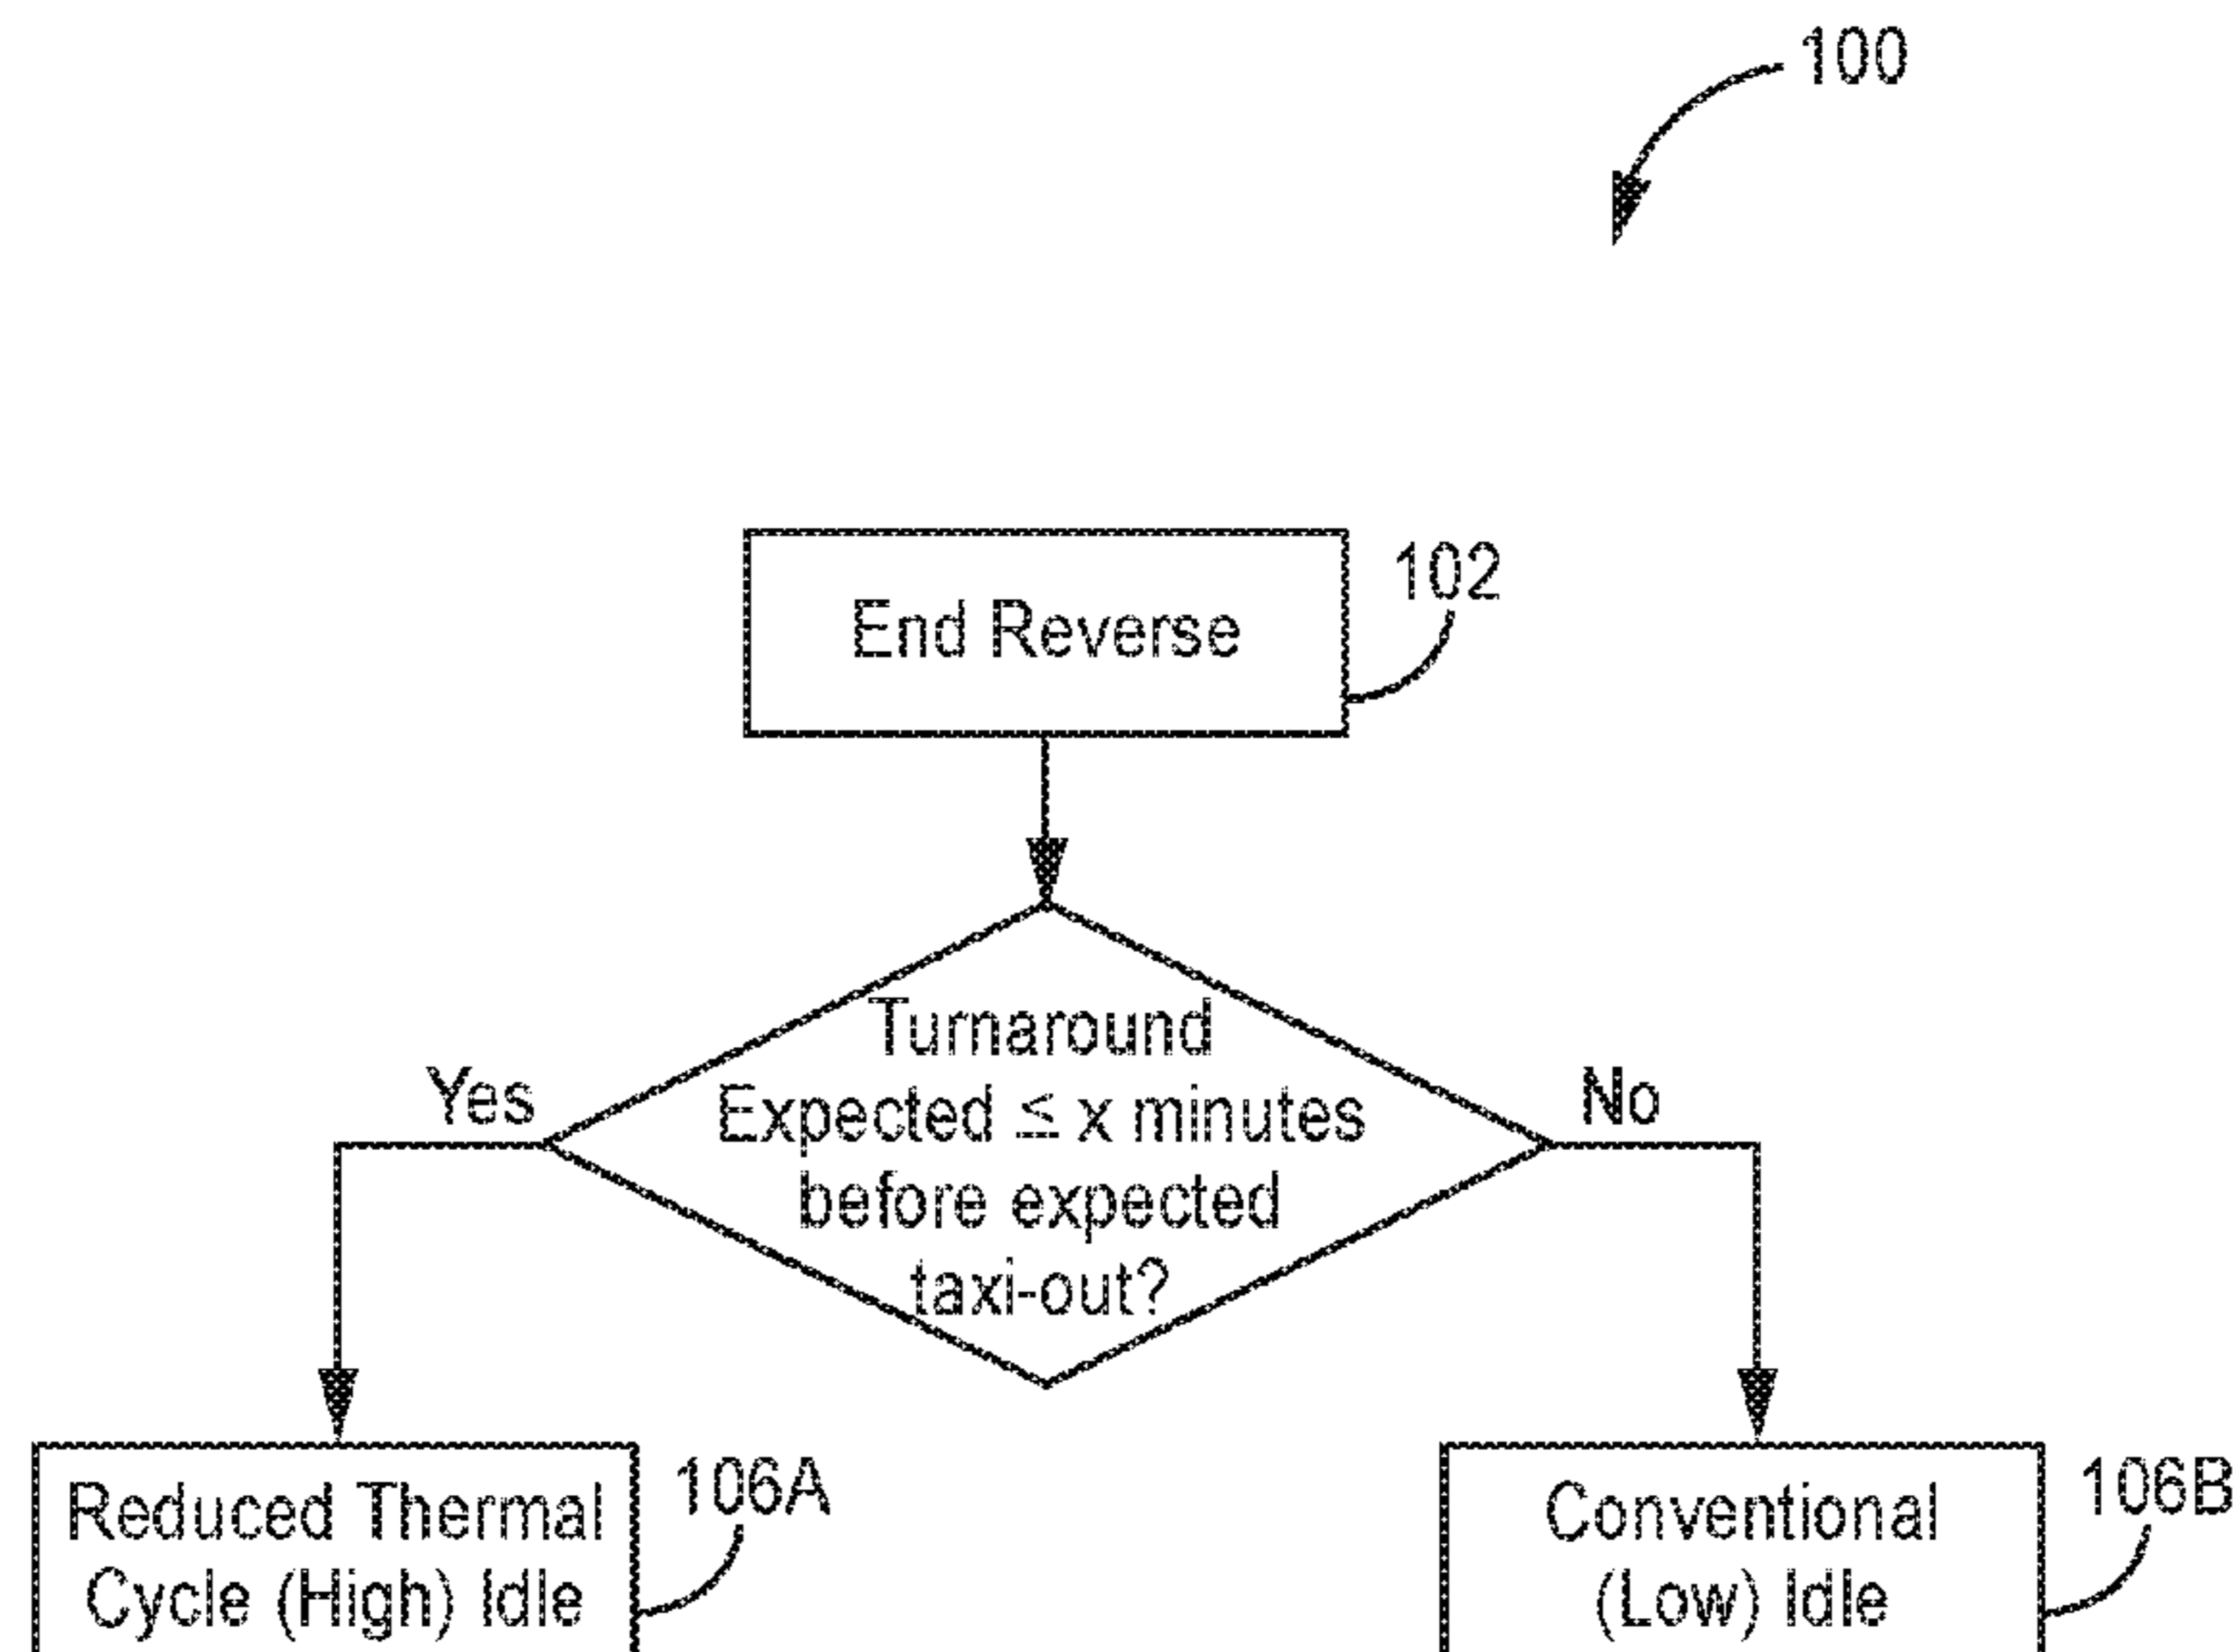 100
End Reverse
102
Turnaround
Expected ≤ x minutes
before expected
taxi-out?
Yes
No
Reduced Thermal
Cycle (High) Idle
106A
Conventional
(Low) Idle
106B